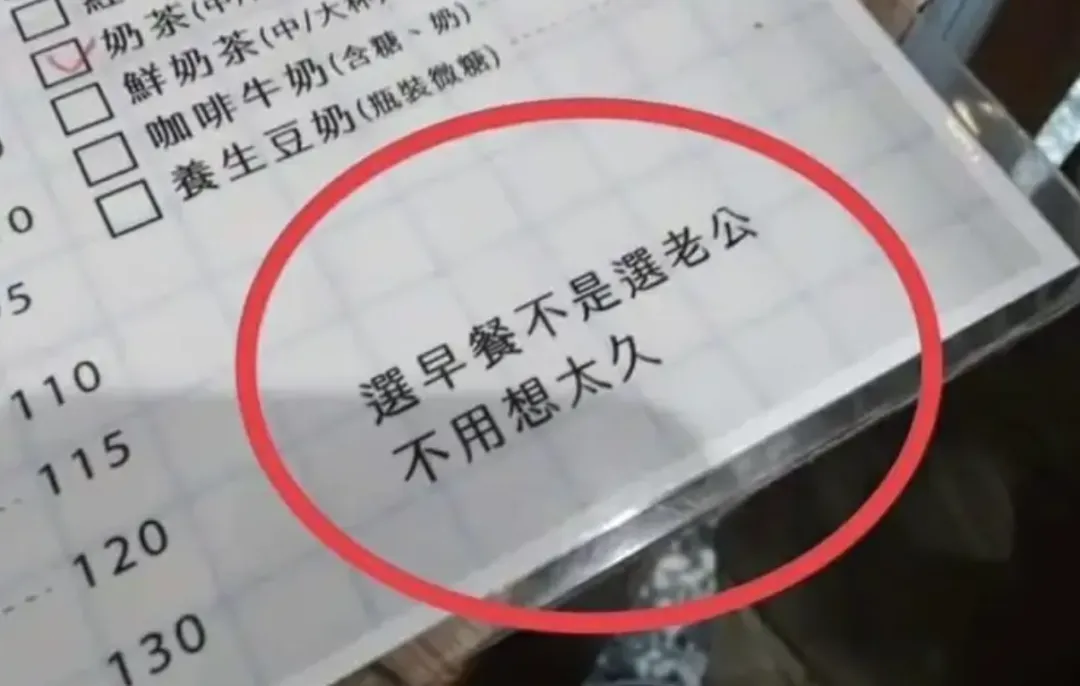 奶茶(中/
鮮奶茶(中/大杯)
咖啡牛奶(含糖、奶)
養生豆奶(瓶裝微糖)
110
115
120
130
選早餐不是選老公
不用想太久